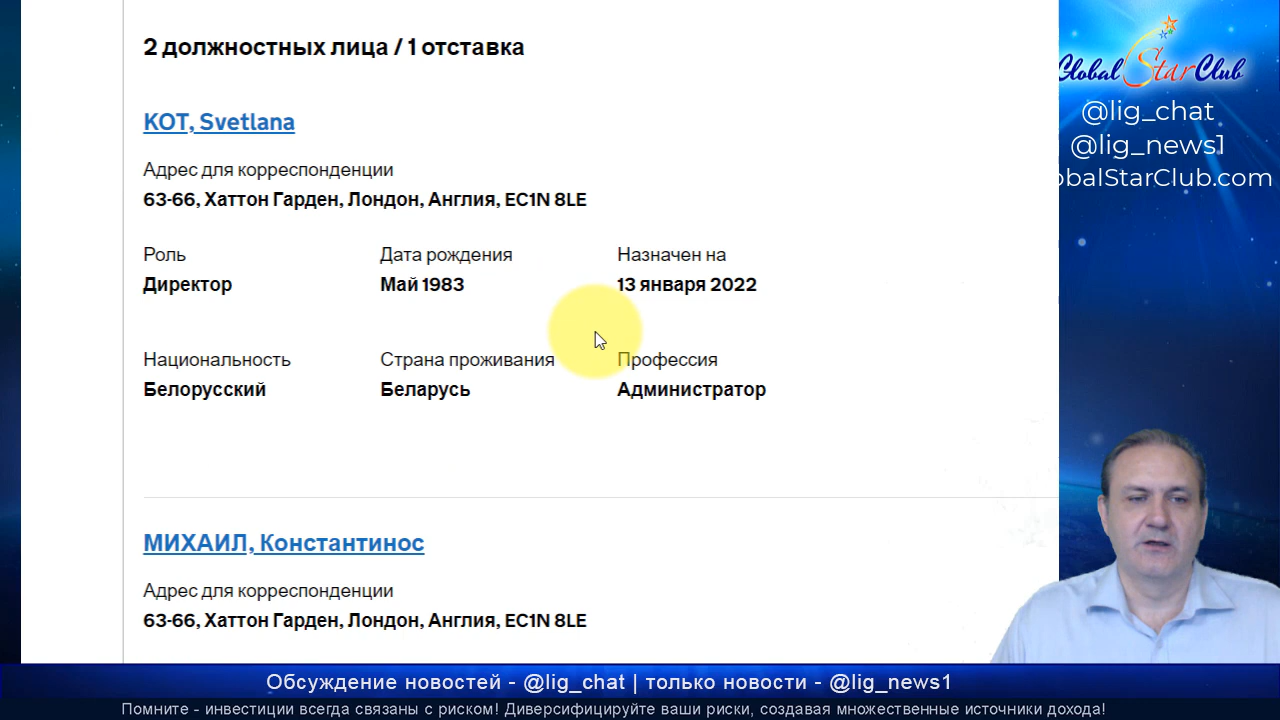 2 должностных лица / 1 отставка
КОТ, Svetlana
Адрес для корреспонденции
63-66, Хаттон Гарден, Лондон, Англия, EC1N 8LE
Роль Дата рождения Назначен на
Директор Май 1983 13 января 2022
Национальность Страна проживания Профессия
Белорусский Беларусь Администратор
МИХАИЛ, Константинос
Адрес для корреспонденции
63-66, Хаттон Гарден, Лондон, Англия, EC1N 8LE
Global Star Club
@lig_chat
@lig_news1
obalStarClub.com
Обсуждение новостей - @lig_chat | только новости - @lig_news1
Помните - инвестиции всегда связаны с риском! Диверсифицируйте ваши риски, создавая множественные источники дохода!